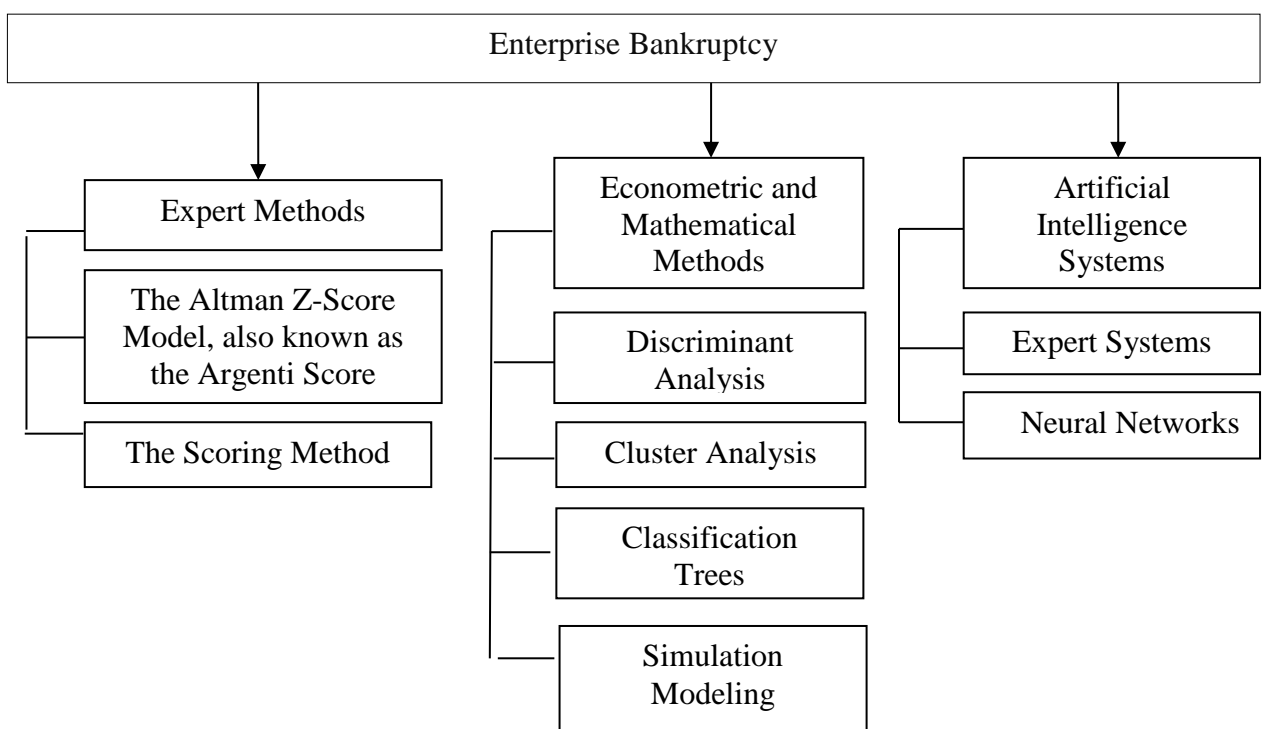 Enterprise Bankruptcy
Expert Methods
The Altman Z-Score
Model, also known as
the Argenti Score
The Scoring Method
Econometric and
Mathematical
Methods
Discriminant
Analysis
Cluster Analysis
Classification
Trees
Simulation
Modeling
Artificial
Intelligence
Systems
Expert Systems
Neural Networks